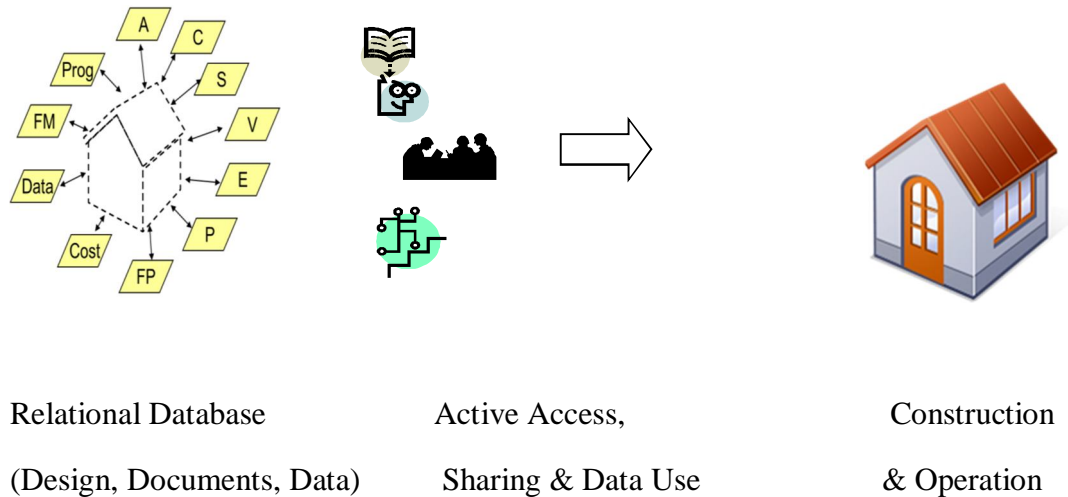 A
C
Prog
S
FM
V
Data
E
P
Cost
FP
Relational Database Active Access, Construction
(Design, Documents, Data) Sharing & Data Use & Operation